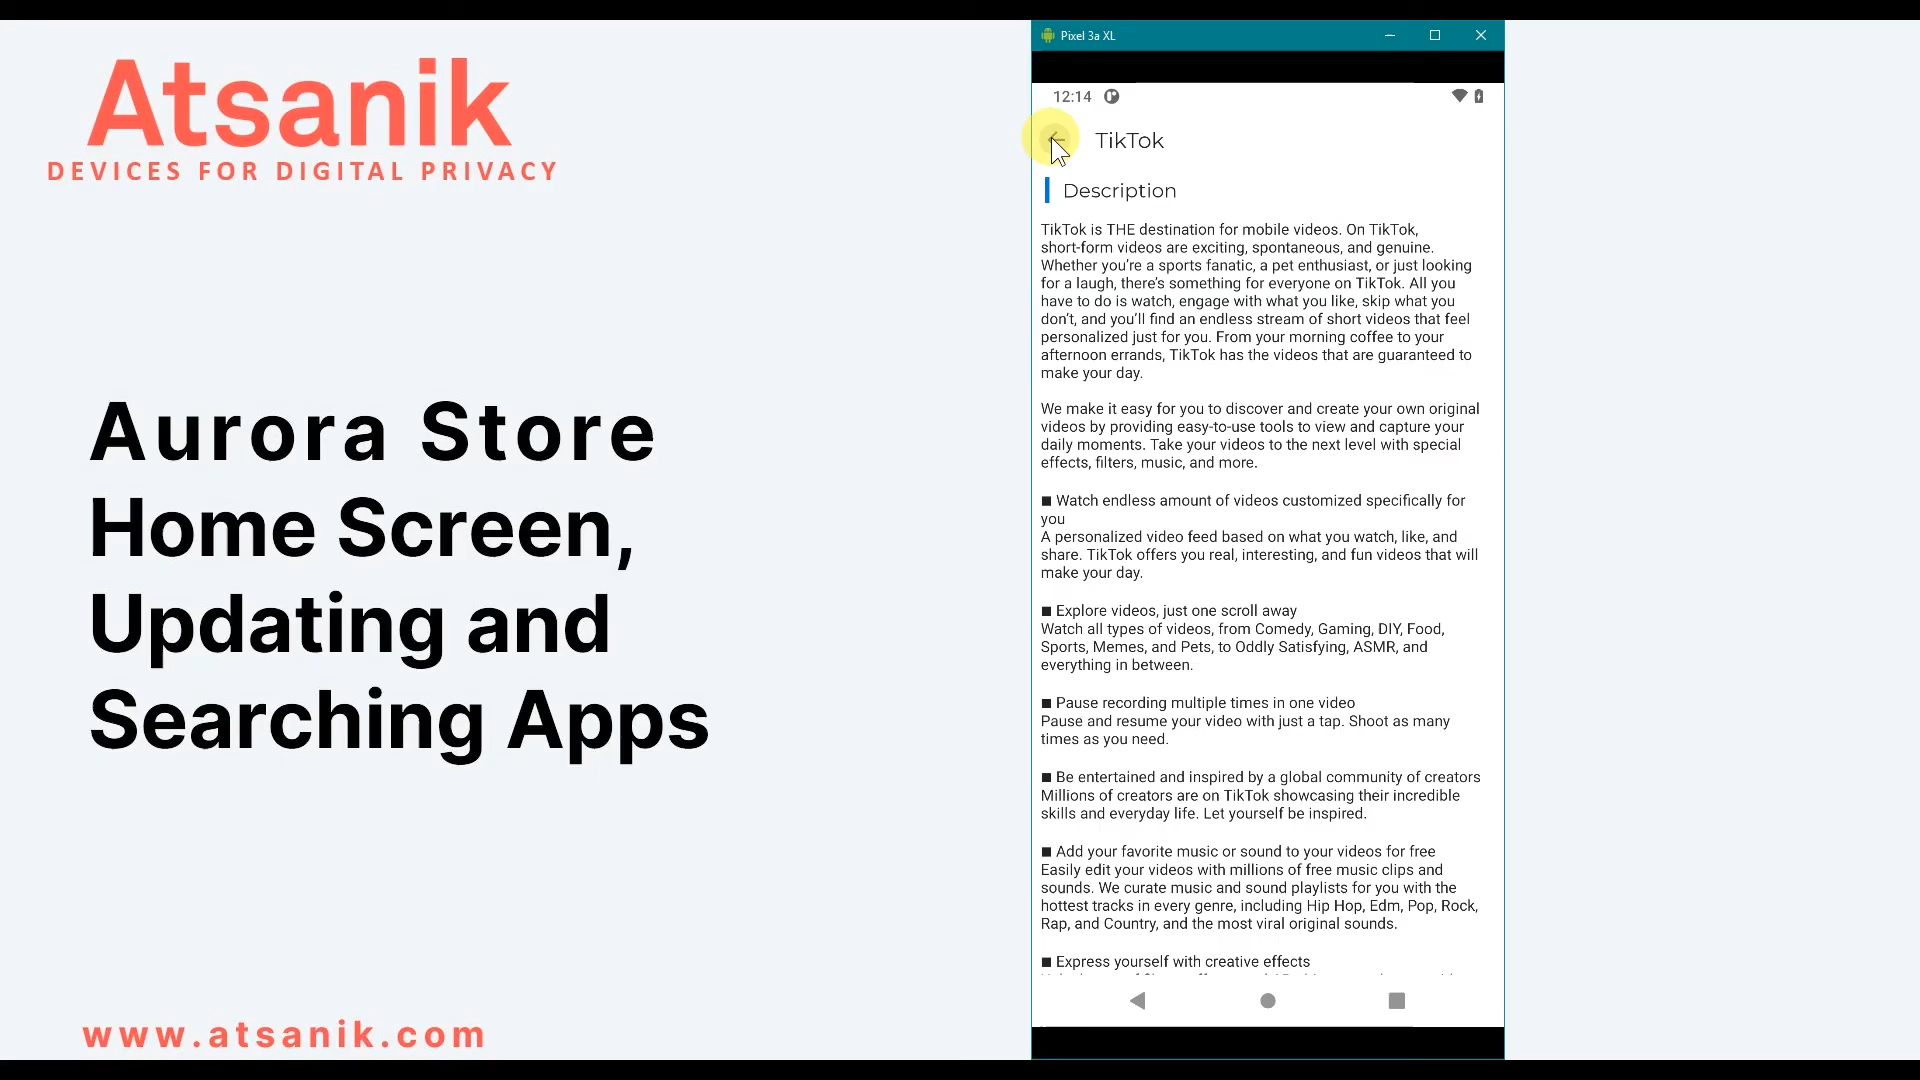 Atsanik
DEVICES FOR DIGITAL PRIVACY
Aurora Store
Home Screen,
Updating and
Searching Apps
www.atsanik.com
Pixel 3a XL
12:14
TikTok
Description
TikTok is THE destination for mobile videos. On TikTok,
short-form videos are exciting, spontaneous, and genuine.
Whether you’re a sports fanatic, a pet enthusiast, or just looking
for a laugh, there’s something for everyone on TikTok. All you
have to do is watch, engage with what you like, skip what you
don’t, and you’ll find an endless stream of short videos that feel
personalized just for you. From your morning coffee to your
afternoon errands, TikTok has the videos that are guaranteed to
make your day.
We make it easy for you to discover and create your own original
videos by providing easy-to-use tools to view and capture your
daily moments. Take your videos to the next level with special
effects, filters, music, and more.
■ Watch endless amount of videos customized specifically for
you
A personalized video feed based on what you watch, like, and
share. TikTok offers you real, interesting, and fun videos that will
make your day.
■ Explore videos, just one scroll away
Watch all types of videos, from Comedy, Gaming, DIY, Food,
Sports, Memes, and Pets, to Oddly Satisfying, ASMR, and
everything in between.
■ Pause recording multiple times in one video
Pause and resume your video with just a tap. Shoot as many
times as you need.
■ Be entertained and inspired by a global community of creators
Millions of creators are on TikTok showcasing their incredible
skills and everyday life. Let yourself be inspired.
■ Add your favorite music or sound to your videos for free
Easily edit your videos with millions of free music clips and
sounds. We curate music and sound playlists for you with the
hottest tracks in every genre, including Hip Hop, Edm, Pop, Rock,
Rap, and Country, and the most viral original sounds.
■ Express yourself with creative effects